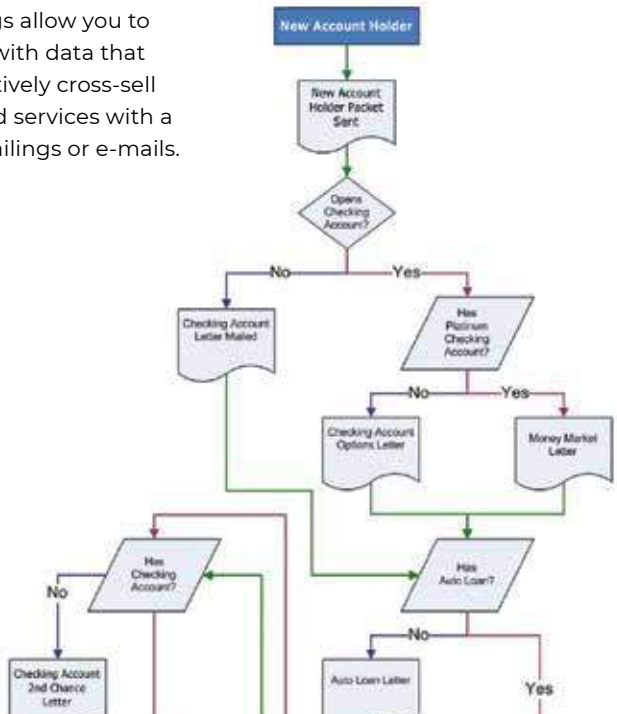 gs allow you to
with data that
tively cross-sell
d services with a
ailings or e-mails.
New Account Holder
New Account
Holder Packet
Sent
Opens
Checking
Account?
No
Yes
Checking Account
Letter Mailed
Has
Platinum
Checking
Account?
No
Yes
Checking Account
Options Letter
Money Market
Letter
Has
Checking
Account?
Has
Auto Loan?
No
No
Checking Account
2nd Chance
Letter
Auto Loan Letter
Yes